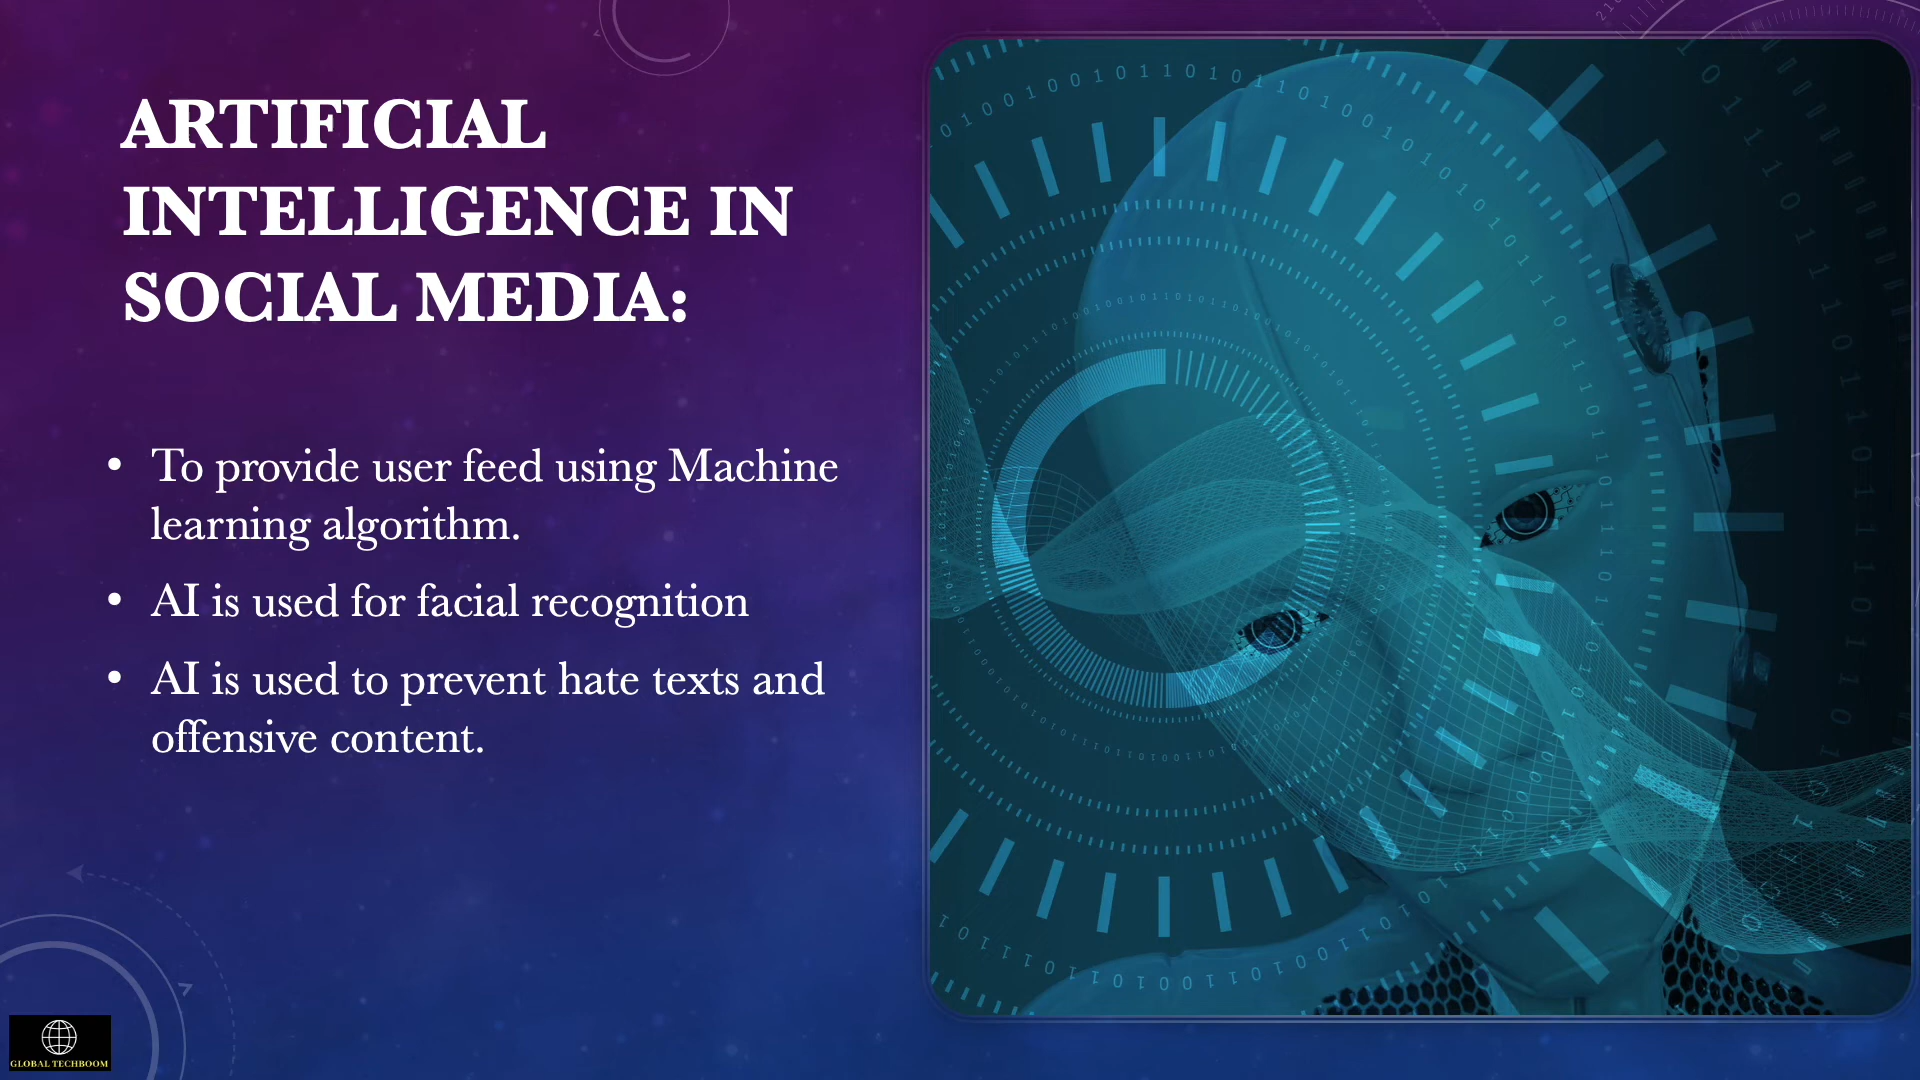 ARTIFICIAL
INTELLIGENCE IN
SOCIAL MEDIA:
• To provide user feed using Machine
learning algorithm.
• AI is used for facial recognition
• AI is used to prevent hate texts and
offensive content.
GLOBAL TECHBOOM